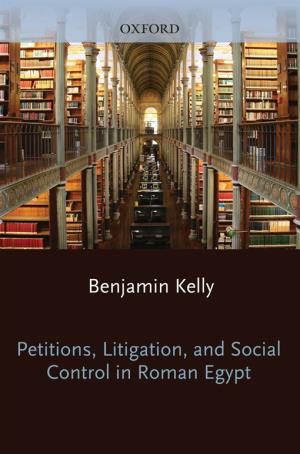 OXFORD
Benjamin Kelly
Petitions, Litigation, and Social
Control in Roman Egypt